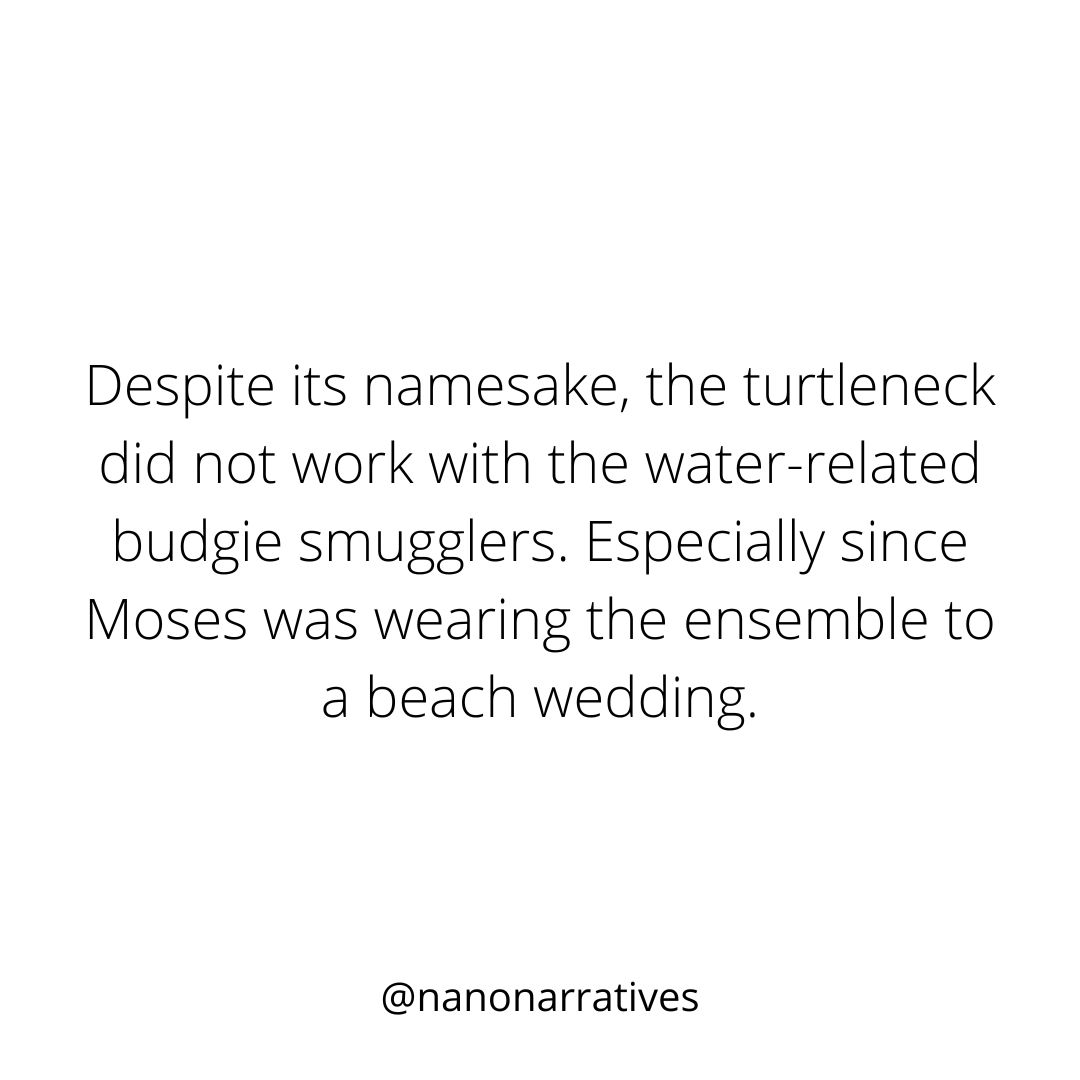 Despite its namesake, the turtleneck
did not work with the water-related
budgie smugglers. Especially since
Moses was wearing the ensemble to
a beach wedding.
@nanonarratives